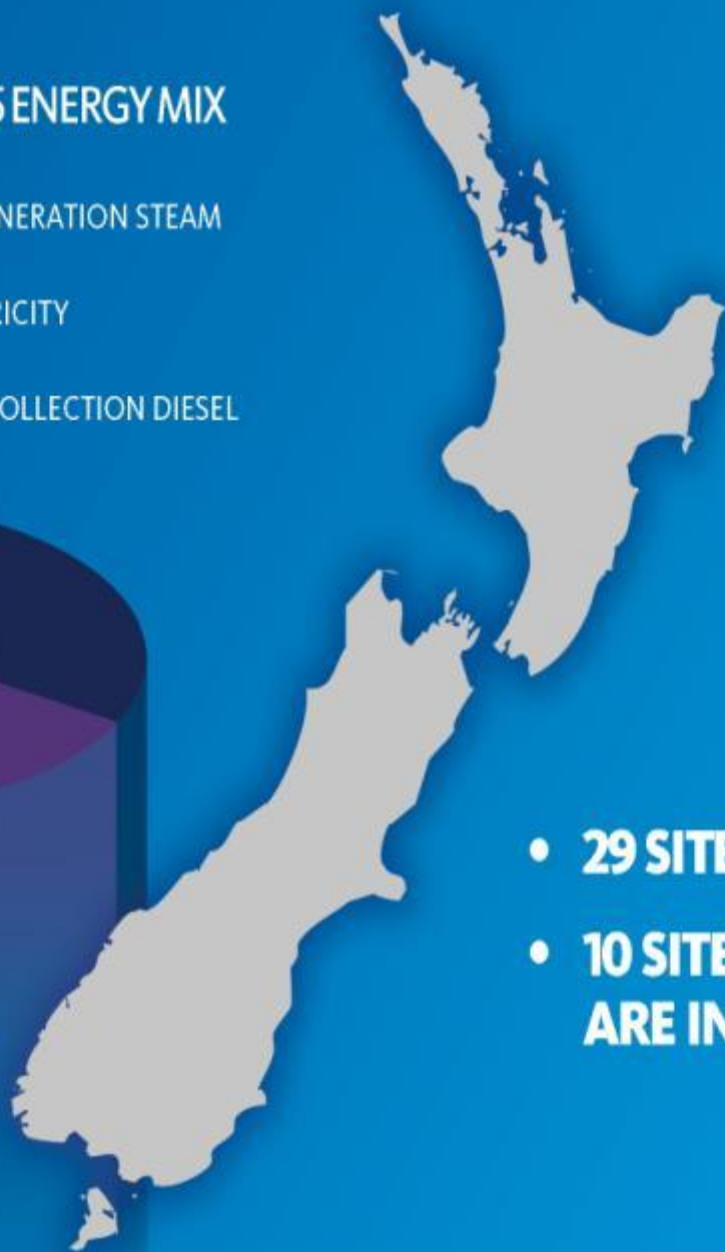 S ENERGY MIX
NERATION STEAM
RICITY
OLLECTION DIESEL
• 29 SITE
• 10 SITE
ARE IN